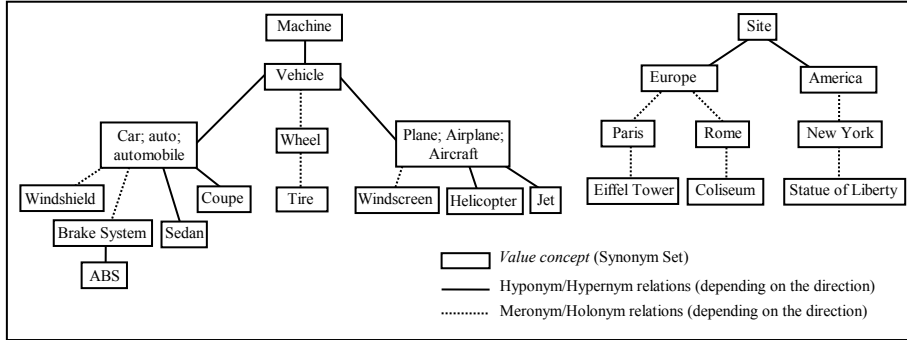 Machine
Site
Vehicle
Europe
America
Car; auto;
automobile
Wheel
Plane; Airplane;
Aircraft
Paris
Rome
New York
Windshield
Coupe
Tire
Windscreen
Helicopter
Jet
Eiffel Tower
Coliseum
Statue of Liberty
Brake System
Sedan
ABS
Value concept (Synonym Set)
Hyponym/Hypernym relations (depending on the direction)
Meronym/Holonym relations (depending on the direction)